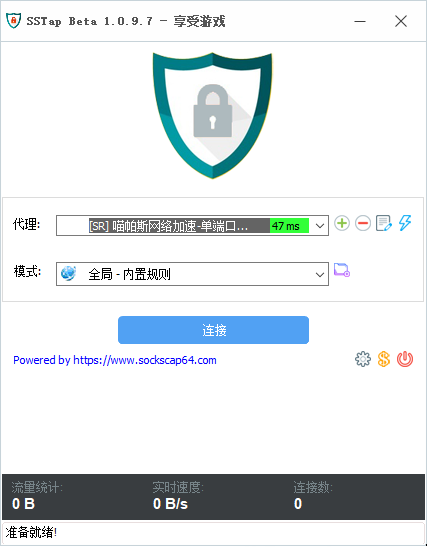 SSTap Beta 1.0.9.7 - 享受游戏
代理: [SR] 喵帕斯网络加速-单端口... 47 ms
模式: 全局 - 内置规则
连接
Powered by https://www.sockscap64.com
流量统计: 实时速度: 连接数:
0 B 0 B/s 0
准备就绪!